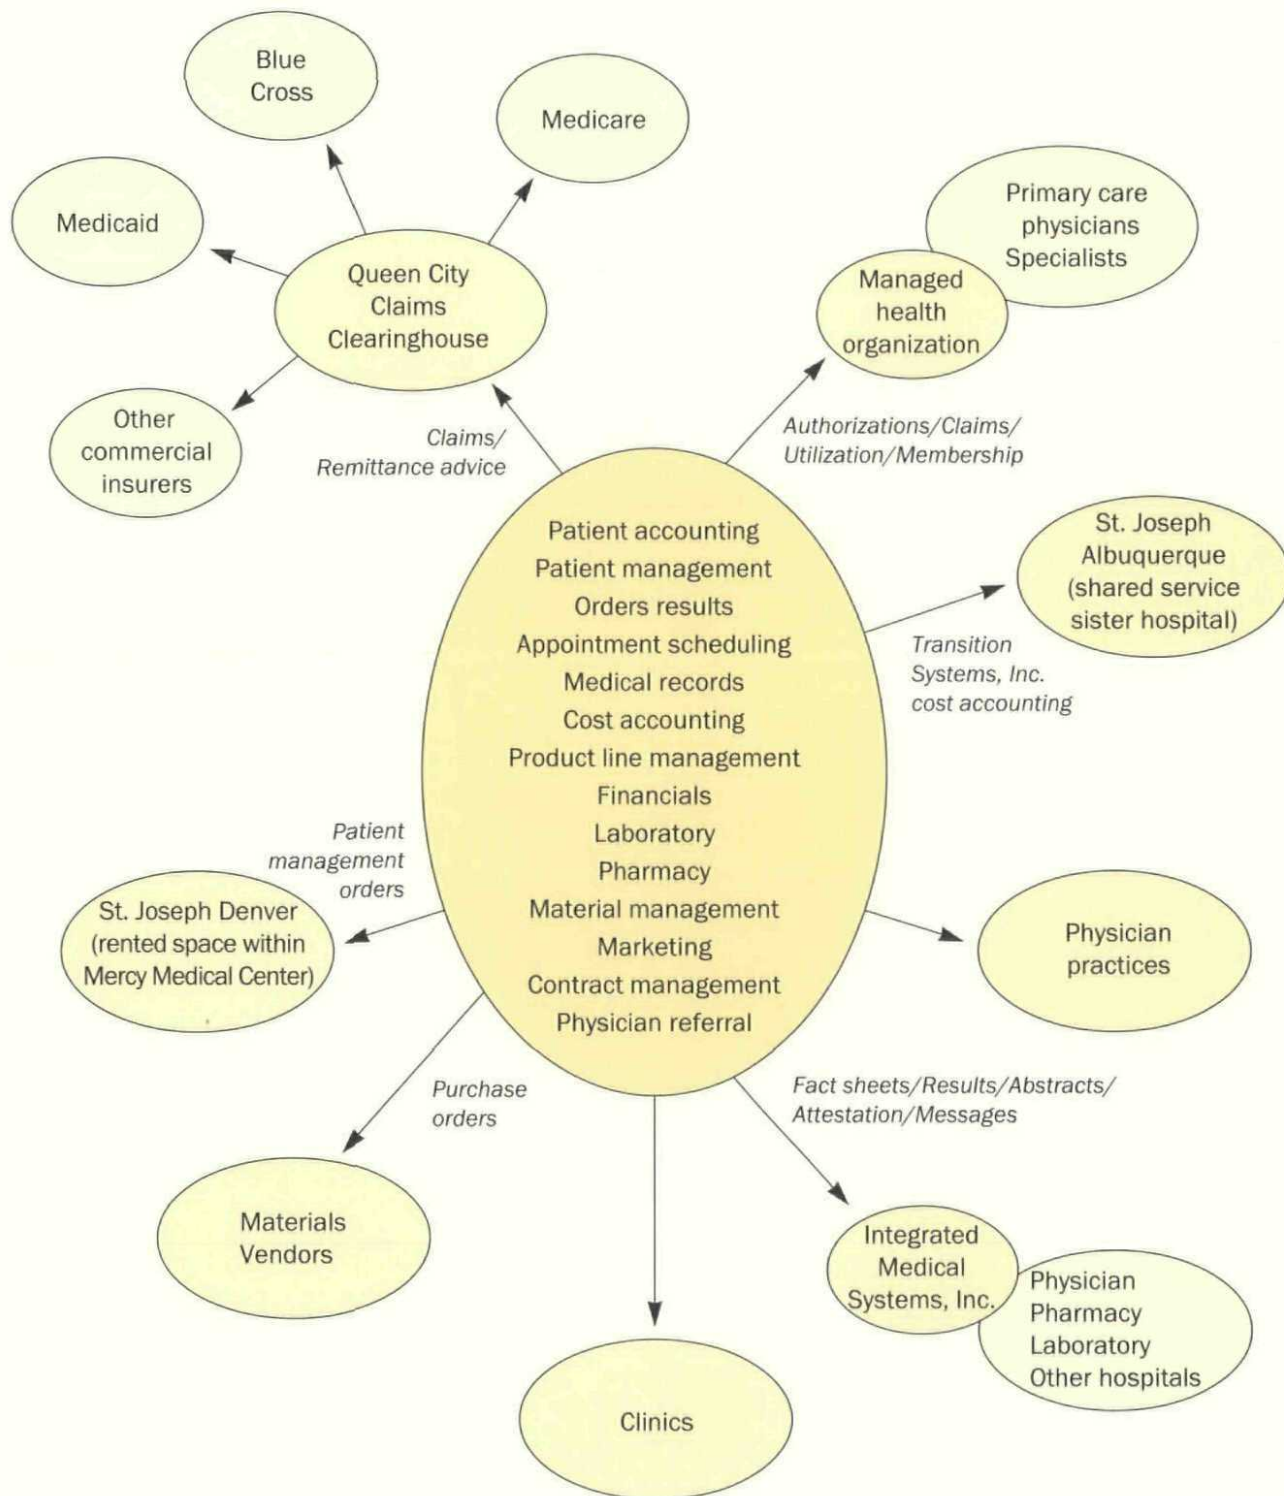 Blue
Cross
Medicare
Medicaid
Primary care
physicians
Specialists
Queen City
Claims
Clearinghouse
Managed
health
organization
Other
commercial
insurers
Claims/
Remittance advice
Authorizations/Claims/
Utilization/Membership
St. Joseph
Albuquerque
(shared service
sister hospital)
Transition
Systems, Inc.
cost accounting
Patient accounting
Patient management
Orders results
Appointment scheduling
Medical records
Cost accounting
Product line management
Financials
Laboratory
Pharmacy
Material management
Marketing
Contract management
Physician referral
Patient
management
orders
St. Joseph Denver
(rented space within
Mercy Medical Center)
Physician
practices
Purchase
orders
Fact sheets/Results/Abstracts/
Attestation/Messages
Materials
Vendors
Integrated
Medical
Systems, Inc.
Physician
Pharmacy
Laboratory
Other hospitals
Clinics